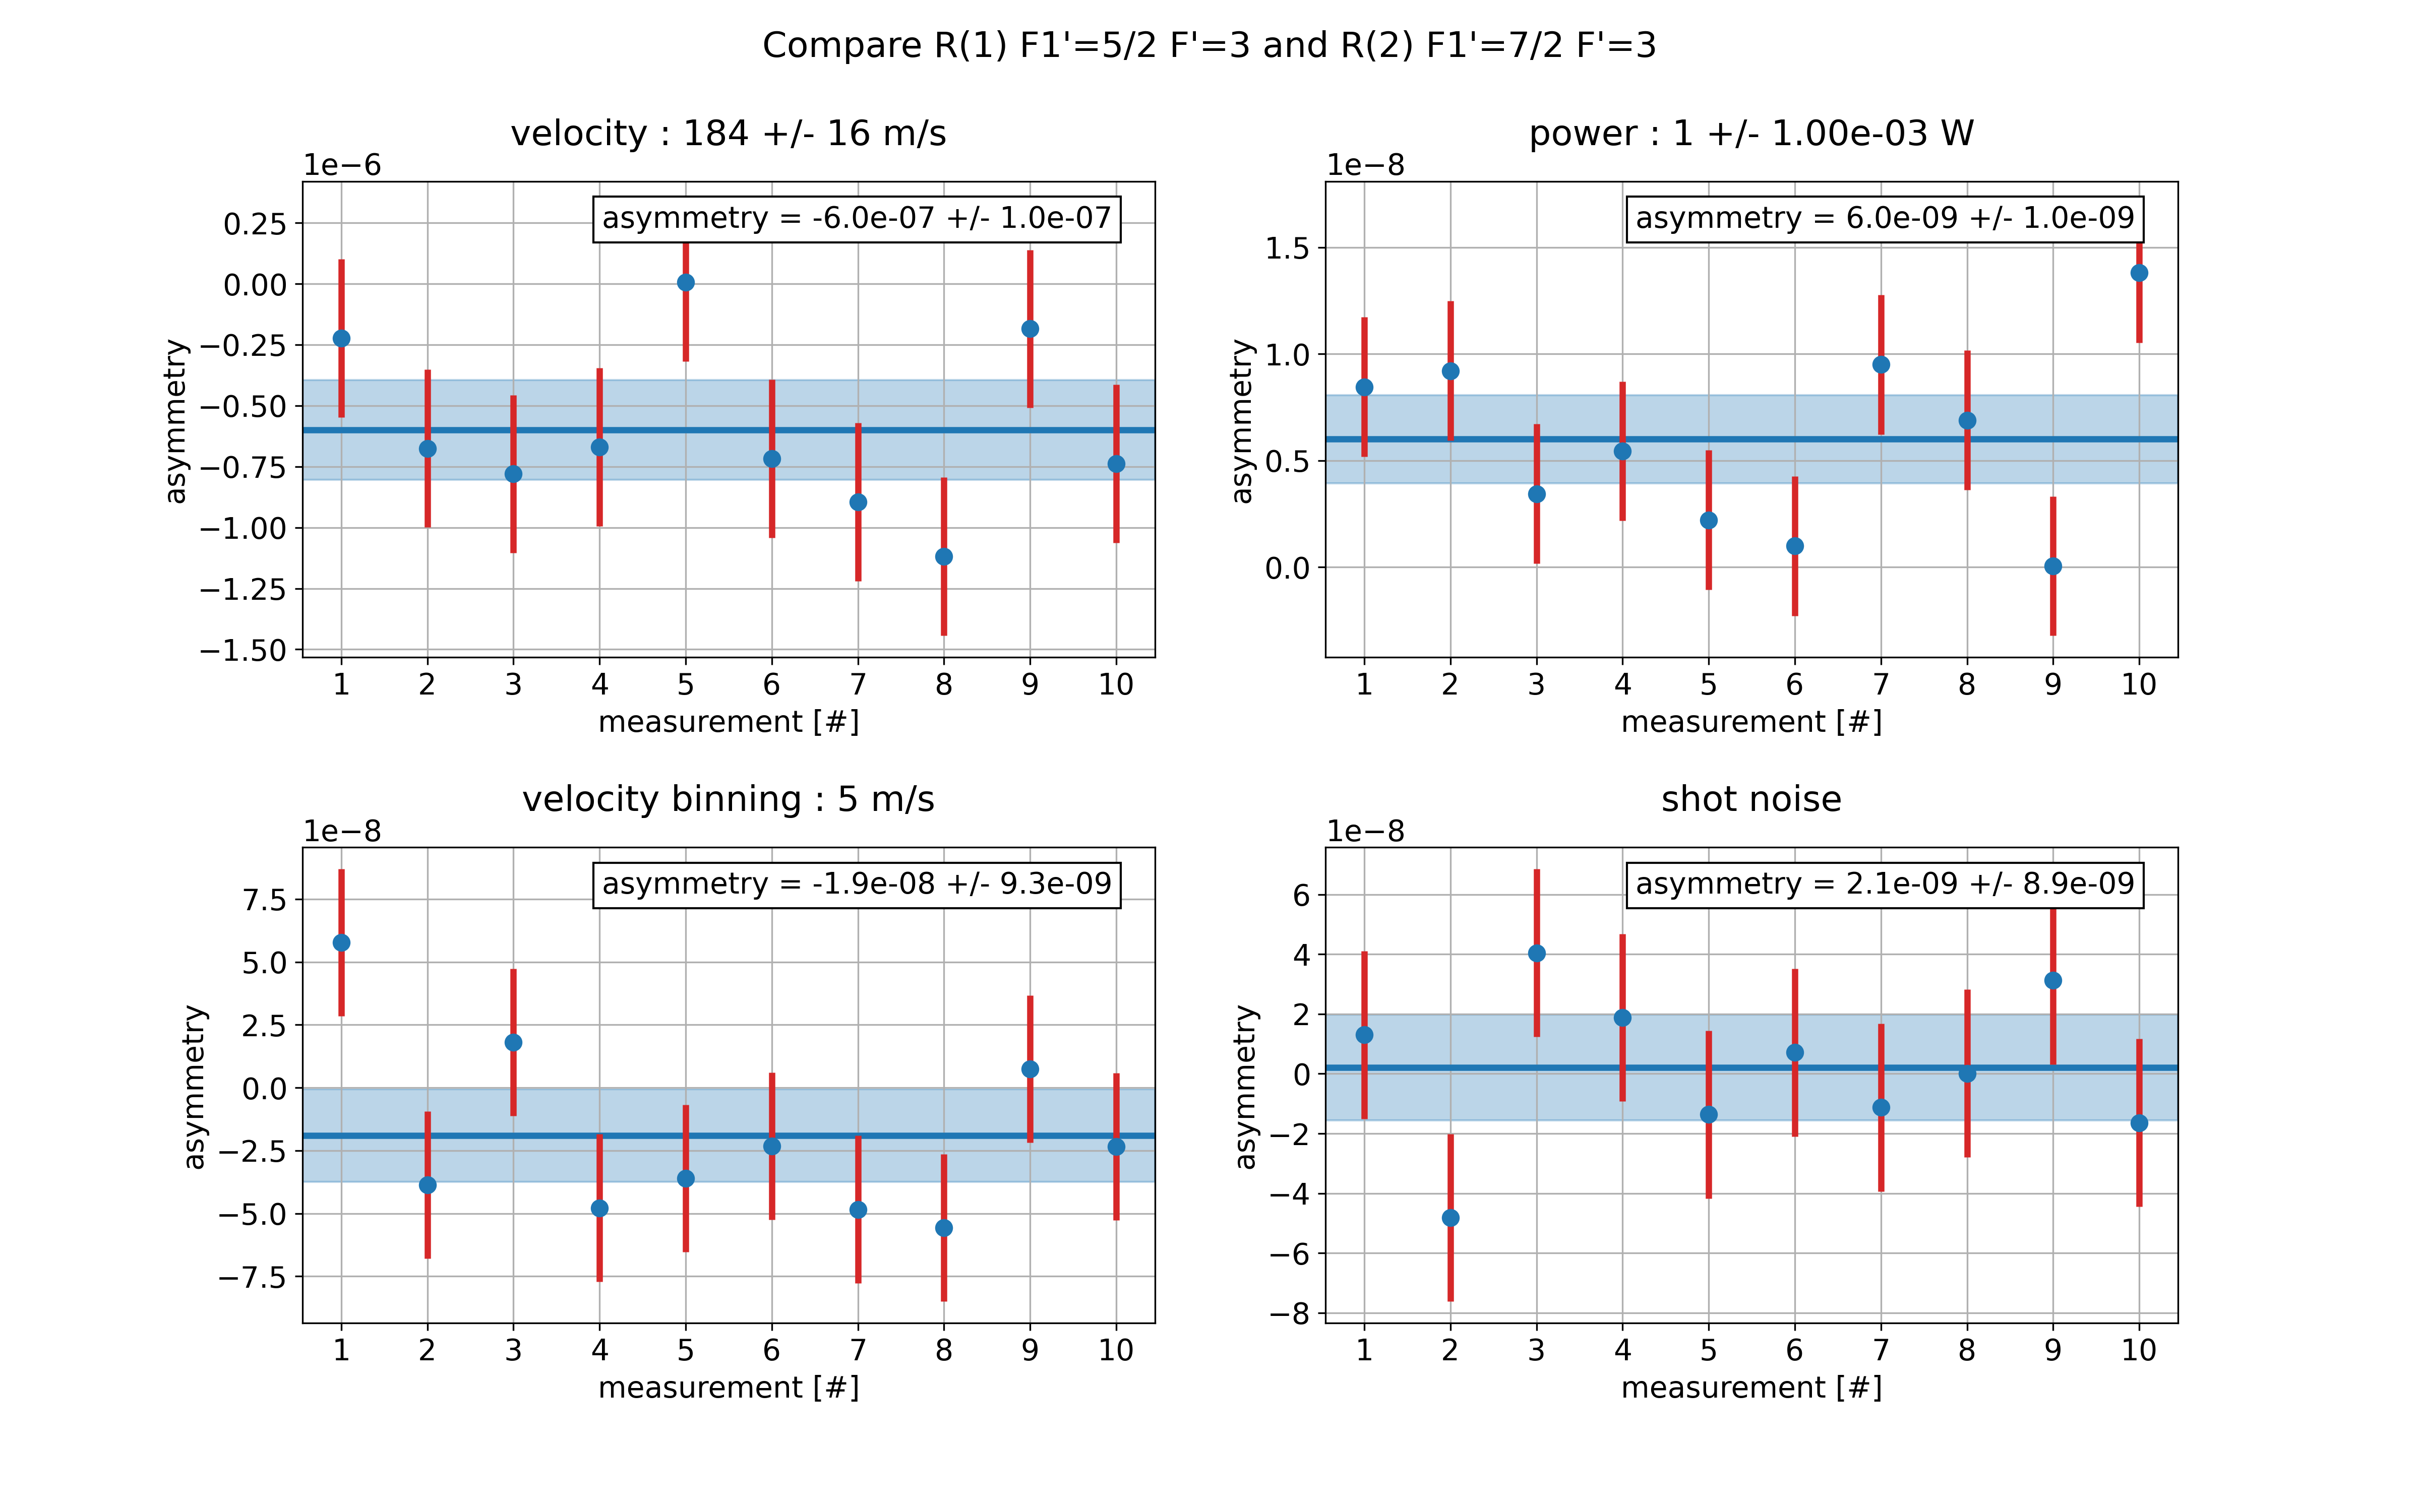 Compare R(1) F1'=5/2 F'=3 and R(2) F1'=7/2 F'=3
velocity : 184 +/- 16 m/s
1e−6
asymmetry = -6.0e-07 +/- 1.0e-07
0.25
0.00
−0.25
−0.50
−0.75
−1.00
−1.25
−1.50
asymmetry
1 2 3 4 5 6 7 8 9 10
measurement [#]
power : 1 +/- 1.00e-03 W
1e−8
asymmetry = 6.0e-09 +/- 1.0e-09
1.5
1.0
0.5
0.0
asymmetry
1 2 3 4 5 6 7 8 9 10
measurement [#]
velocity binning : 5 m/s
1e−8
asymmetry = -1.9e-08 +/- 9.3e-09
7.5
5.0
2.5
0.0
−2.5
−5.0
−7.5
asymmetry
1 2 3 4 5 6 7 8 9 10
measurement [#]
shot noise
1e−8
asymmetry = 2.1e-09 +/- 8.9e-09
6
4
2
0
−2
−4
−6
−8
asymmetry
1 2 3 4 5 6 7 8 9 10
measurement [#]